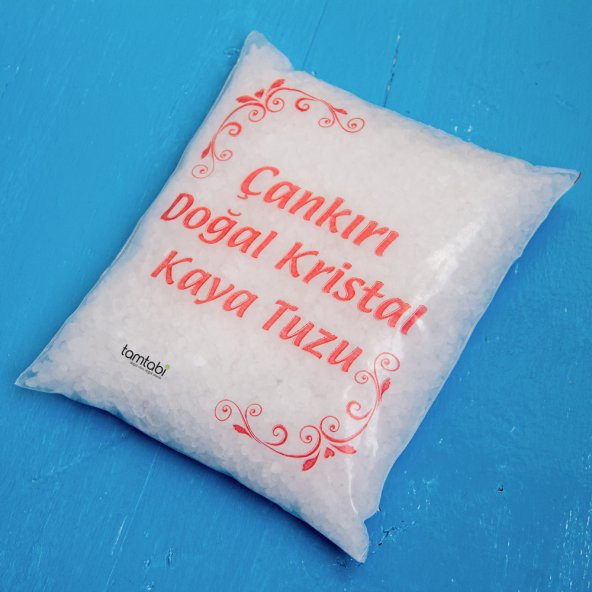 Çankırı
Doğal Kristal
Kaya Tuzu
tamtabi